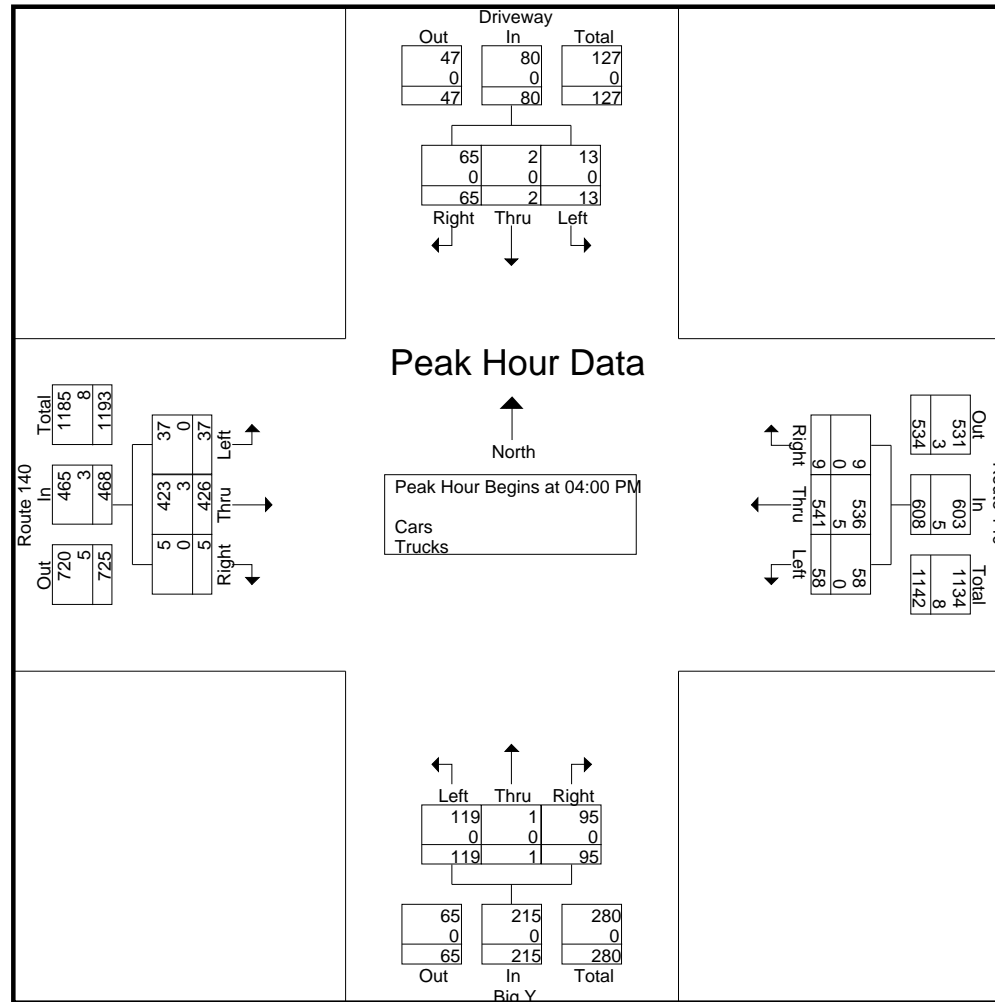 Driveway
Out In Total
47 80 127
0 0 0
47 80 127
65 2 13
0 0 0
65 2 13
Right Thru Left
Peak Hour Data
North
Peak Hour Begins at 04:00 PM
Cars
Trucks
Route 140
Total In Out
1185 465 720
8 3 5
1193 468 725
37 423 5
0 3 0
37 426 5
Left Thru Right
Out In Total
531 603 1134
3 5 8
534 608 1142
9 536 58
0 5 0
9 541 58
Right Thru Left
Left Thru Right
119 1 95
0 0 0
119 1 95
65 215 280
0 0 0
65 215 280
Out In Total
Big Y